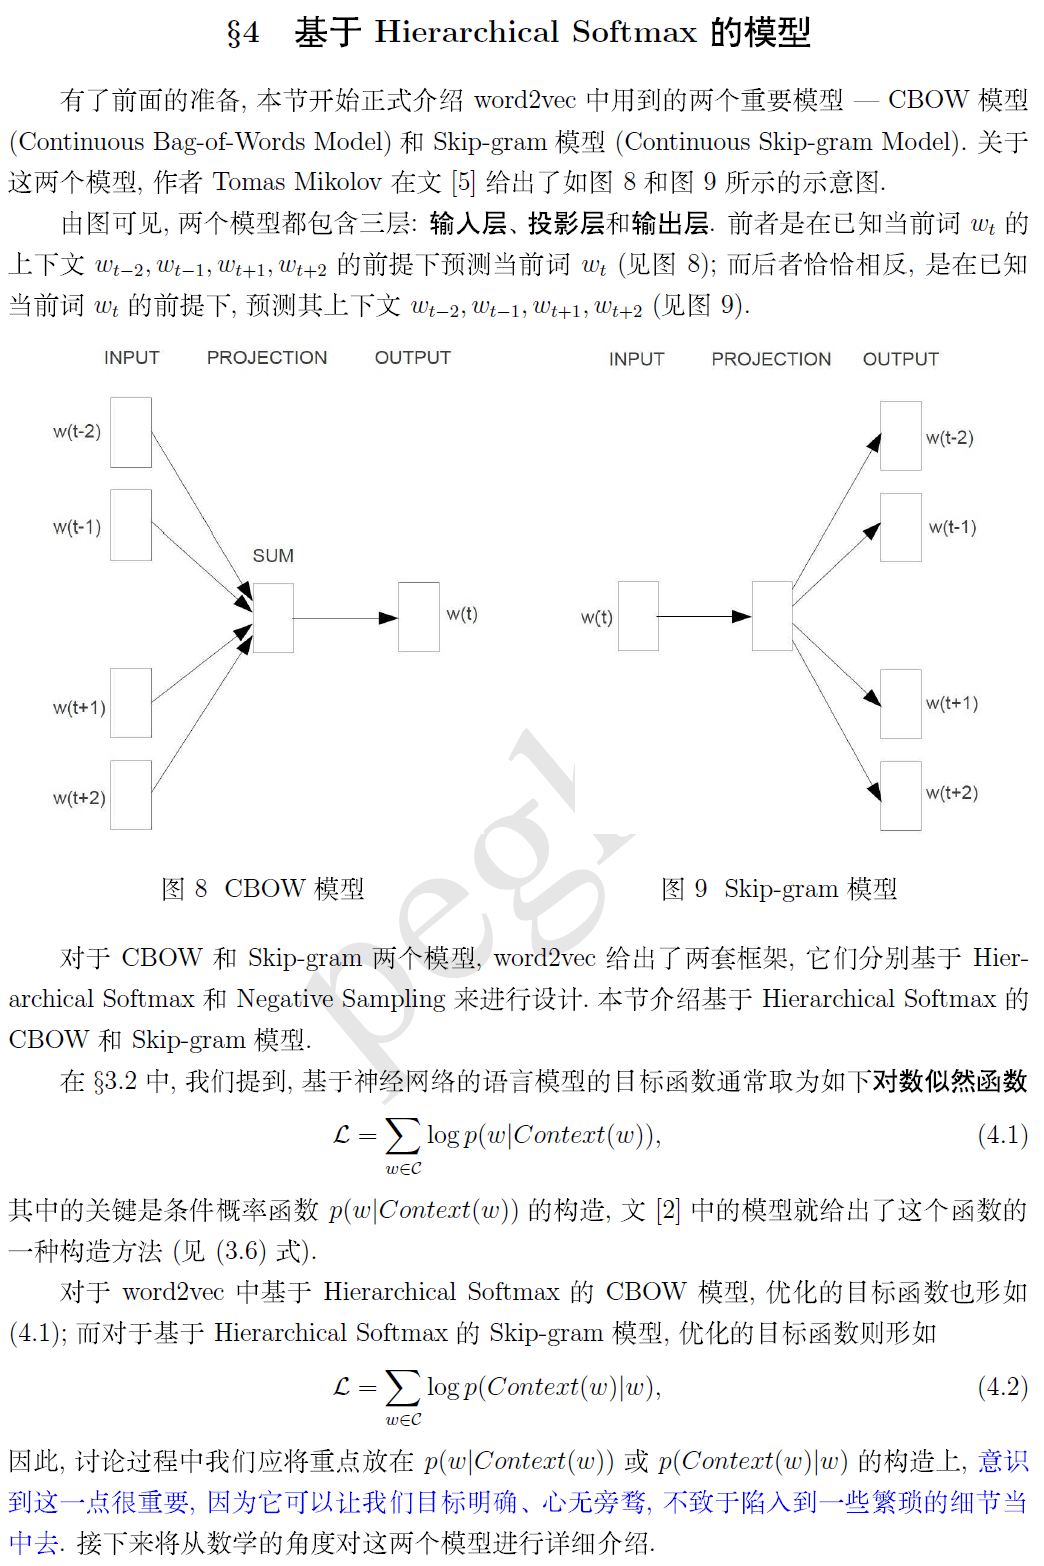 §4 基于 Hierarchical Softmax 的模型
有了前面的准备, 本节开始正式介绍 word2vec 中用到的两个重要模型 — CBOW 模型
(Continuous Bag-of-Words Model) 和 Skip-gram 模型 (Continuous Skip-gram Model). 关于
这两个模型, 作者 Tomas Mikolov 在文 [5] 给出了如图 8 和图 9 所示的示意图.
由图可见, 两个模型都包含三层: 输入层、投影层和输出层. 前者是在已知当前词 w_t 的
上下文 w_{t−2}, w_{t−1}, w_{t+1}, w_{t+2} 的前提下预测当前词 w_t (见图 8); 而后者恰恰相反, 是在已知
当前词 w_t 的前提下, 预测其上下文 w_{t−2}, w_{t−1}, w_{t+1}, w_{t+2} (见图 9).
INPUT PROJECTION OUTPUT
w(t-2)
w(t-1)
SUM
w(t)
w(t+1)
w(t+2)
图 8 CBOW 模型
INPUT PROJECTION OUTPUT
w(t-2)
w(t-1)
w(t)
w(t+1)
w(t+2)
图 9 Skip-gram 模型
对于 CBOW 和 Skip-gram 两个模型, word2vec 给出了两套框架, 它们分别基于 Hier-
archical Softmax 和 Negative Sampling 来进行设计. 本节介绍基于 Hierarchical Softmax 的
CBOW 和 Skip-gram 模型.
在 §3.2 中, 我们提到, 基于神经网络的语言模型的目标函数通常取为如下对数似然函数
ℒ = ∑_{w∈𝒞} log p(w|Context(w)), (4.1)
其中的关键是条件概率函数 p(w|Context(w)) 的构造, 文 [2] 中的模型就给出了这个函数的
一种构造方法 (见 (3.6) 式).
对于 word2vec 中基于 Hierarchical Softmax 的 CBOW 模型, 优化的目标函数也形如
(4.1); 而对于基于 Hierarchical Softmax 的 Skip-gram 模型, 优化的目标函数则形如
ℒ = ∑_{w∈𝒞} log p(Context(w)|w), (4.2)
因此, 讨论过程中我们应将重点放在 p(w|Context(w)) 或 p(Context(w)|w) 的构造上, 意识
到这一点很重要, 因为它可以让我们目标明确、心无旁骛, 不致于陷入到一些繁琐的细节当
中去. 接下来将从数学的角度对这两个模型进行详细介绍.